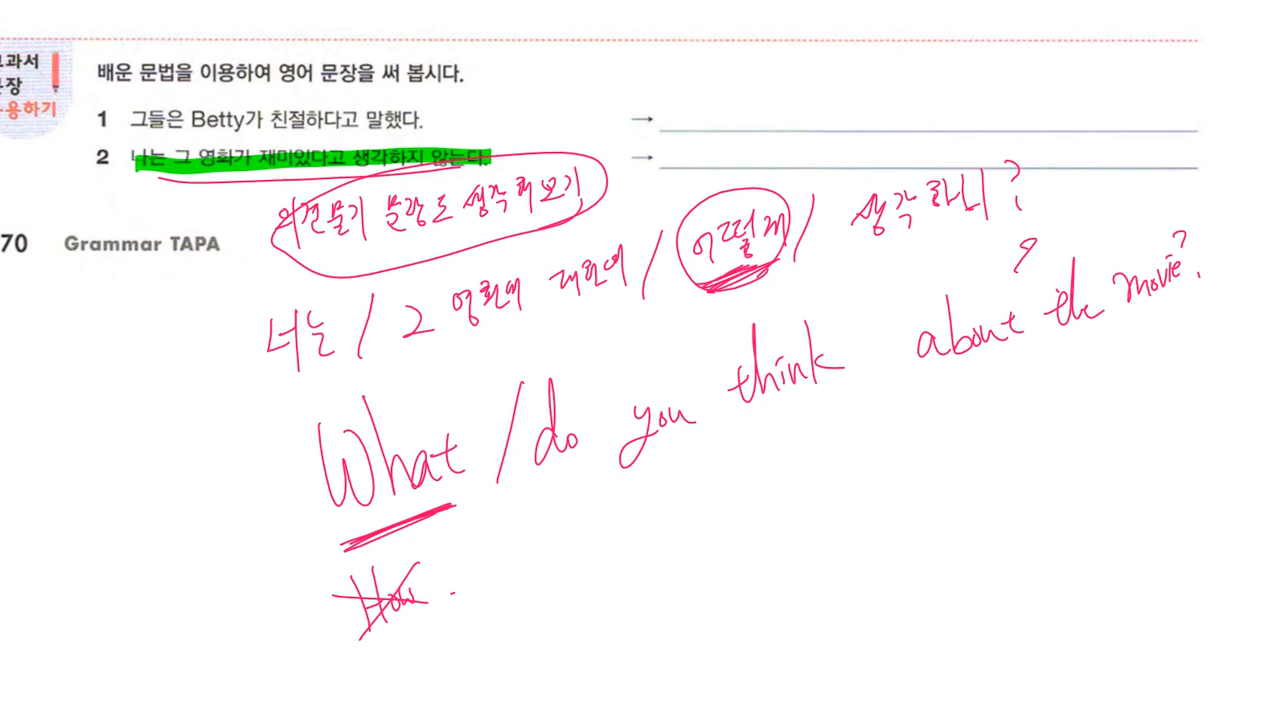 교과서
문장
활용하기
배운 문법을 이용하여 영어 문장을 써 봅시다.
1 그들은 Betty가 친절하다고 말했다. →
2 나는 그 영화가 재미있다고 생각하지 않는다. →
의견묻기 문장도 생각해보기
70 Grammar TAPA
너는 / 그 영화에 대하여 / 어떻게 / 생각하니?
What / do you think about the movie?
How.